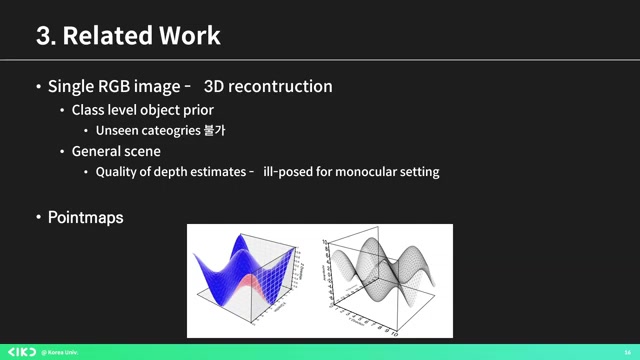 3. Related Work
• Single RGB image - 3D recontruction
• Class level object prior
• Unseen cateogries 불가
• General scene
• Quality of depth estimates - ill-posed for monocular setting
• Pointmaps
@ Korea Univ.
16